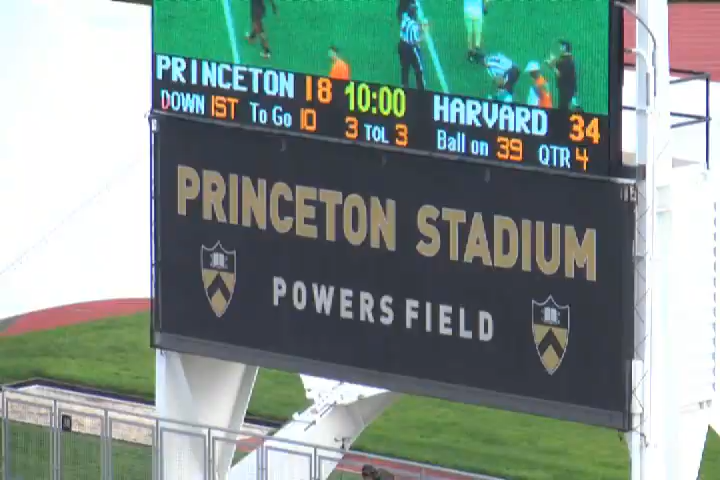 PRINCETON 18 10:00 HARVARD 34
DOWN 1ST To Go 10 3 TOL 3 Ball on 39 QTR 4
PRINCETON STADIUM
POWERS FIELD